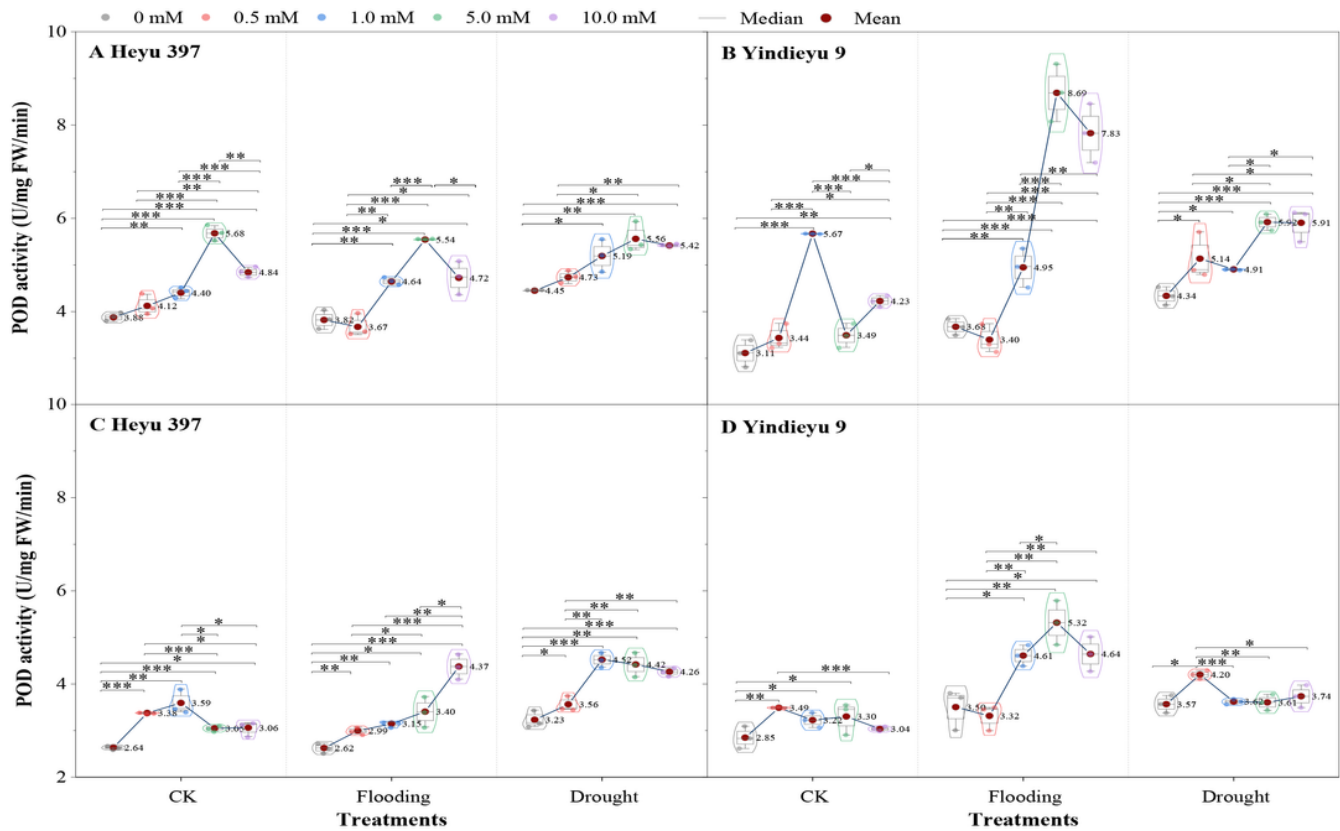 0 mM 0.5 mM 1.0 mM 5.0 mM 10.0 mM Median Mean
10
8
6
4
POD activity (U/mg FW/min)
A Heyu 397
** *** *** ** *** *** *** **
3.88 4.12 4.40 5.68 4.84
*** * * *** ** * *** *** **
3.82 3.67 4.64 5.54 4.72
** * *** ** *
4.45 4.73 5.19 5.56 5.42
B Yindieyu 9
* *** *** * *** ** ***
3.11 3.44 5.67 3.49 4.23
** *** *** *** ** *** *** **
3.40 4.95 8.69 7.83
* * * * *** *** * *
4.34 5.14 4.91 5.92 5.91
10
8
6
4
2
POD activity (U/mg FW/min)
C Heyu 397
* * * *** * *** ** ***
2.64 3.38 3.59 3.05 3.06
* ** *** * *** ** **
2.62 2.99 3.15 3.40 4.37
** ** ** *** ** *** *
3.23 3.56 4.52 4.42 4.26
D Yindieyu 9
*** * * **
2.85 3.49 3.22 3.30 3.04
* ** ** ** * ** *
3.50 3.32 4.61 5.32 4.64
* ** *** *
3.57 4.20 3.62 3.61 3.74
CK Flooding Drought CK Flooding Drought
Treatments Treatments